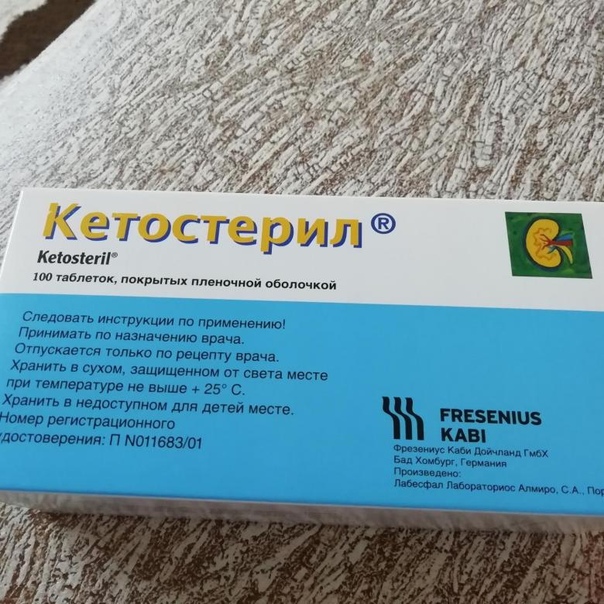 Кетостерил®
Ketosteril®
100 таблеток, покрытых пленочной оболочкой
Следовать инструкции по применению!
Принимать по назначению врача.
Отпускается только по рецепту врача.
Хранить в сухом, защищенном от света месте
при температуре не выше + 25° С.
Хранить в недоступном для детей месте.
Номер регистрационного
удостоверения: П N011683/01
FRESENIUS
KABI
Фрезениус Каби Дойчланд ГмбХ
Бад Хомбург, Германия
Произведено:
Лабесфал Лабораториос Алмиро, С.А., Пор